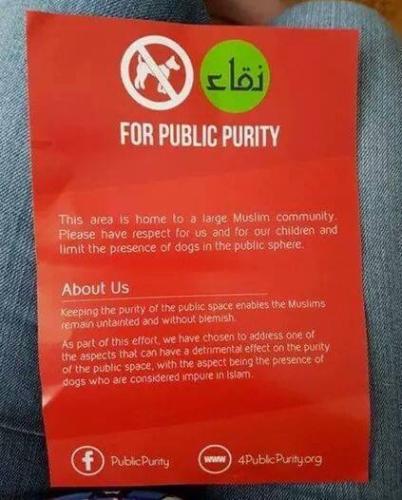 نقاء
FOR PUBLIC PURITY
This area is home to a large Muslim community.
Please have respect for us and for our children and
limit the presence of dogs in the public sphere.
About Us
Keeping the purity of the public space enables the Muslims
remain untainted and without blemish.
As part of this effort, we have chosen to address one of
the aspects that can have a detrimental effect on the purity
of the public space, with the aspect being the presence of
dogs who are considered impure in Islam.
f PublicPurity www 4PublicPurity.org